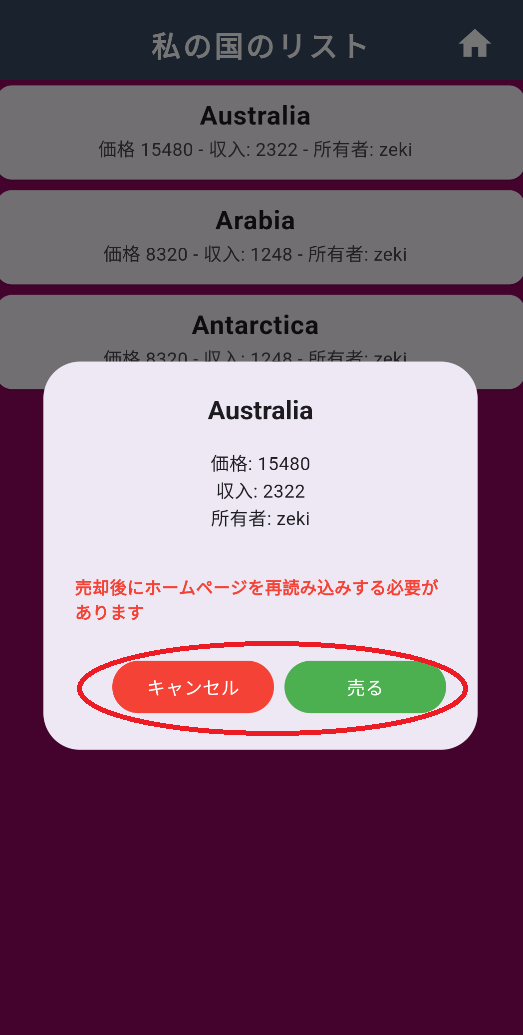 私の国のリスト
Australia
価格 15480 - 収入: 2322 - 所有者: zeki
Arabia
価格 8320 - 収入: 1248 - 所有者: zeki
Antarctica
価格 8320 - 収入: 1248 - 所有者: zeki
Australia
価格: 15480
収入: 2322
所有者: zeki
売却後にホームページを再読み込みする必要が
あります
キャンセル 売る